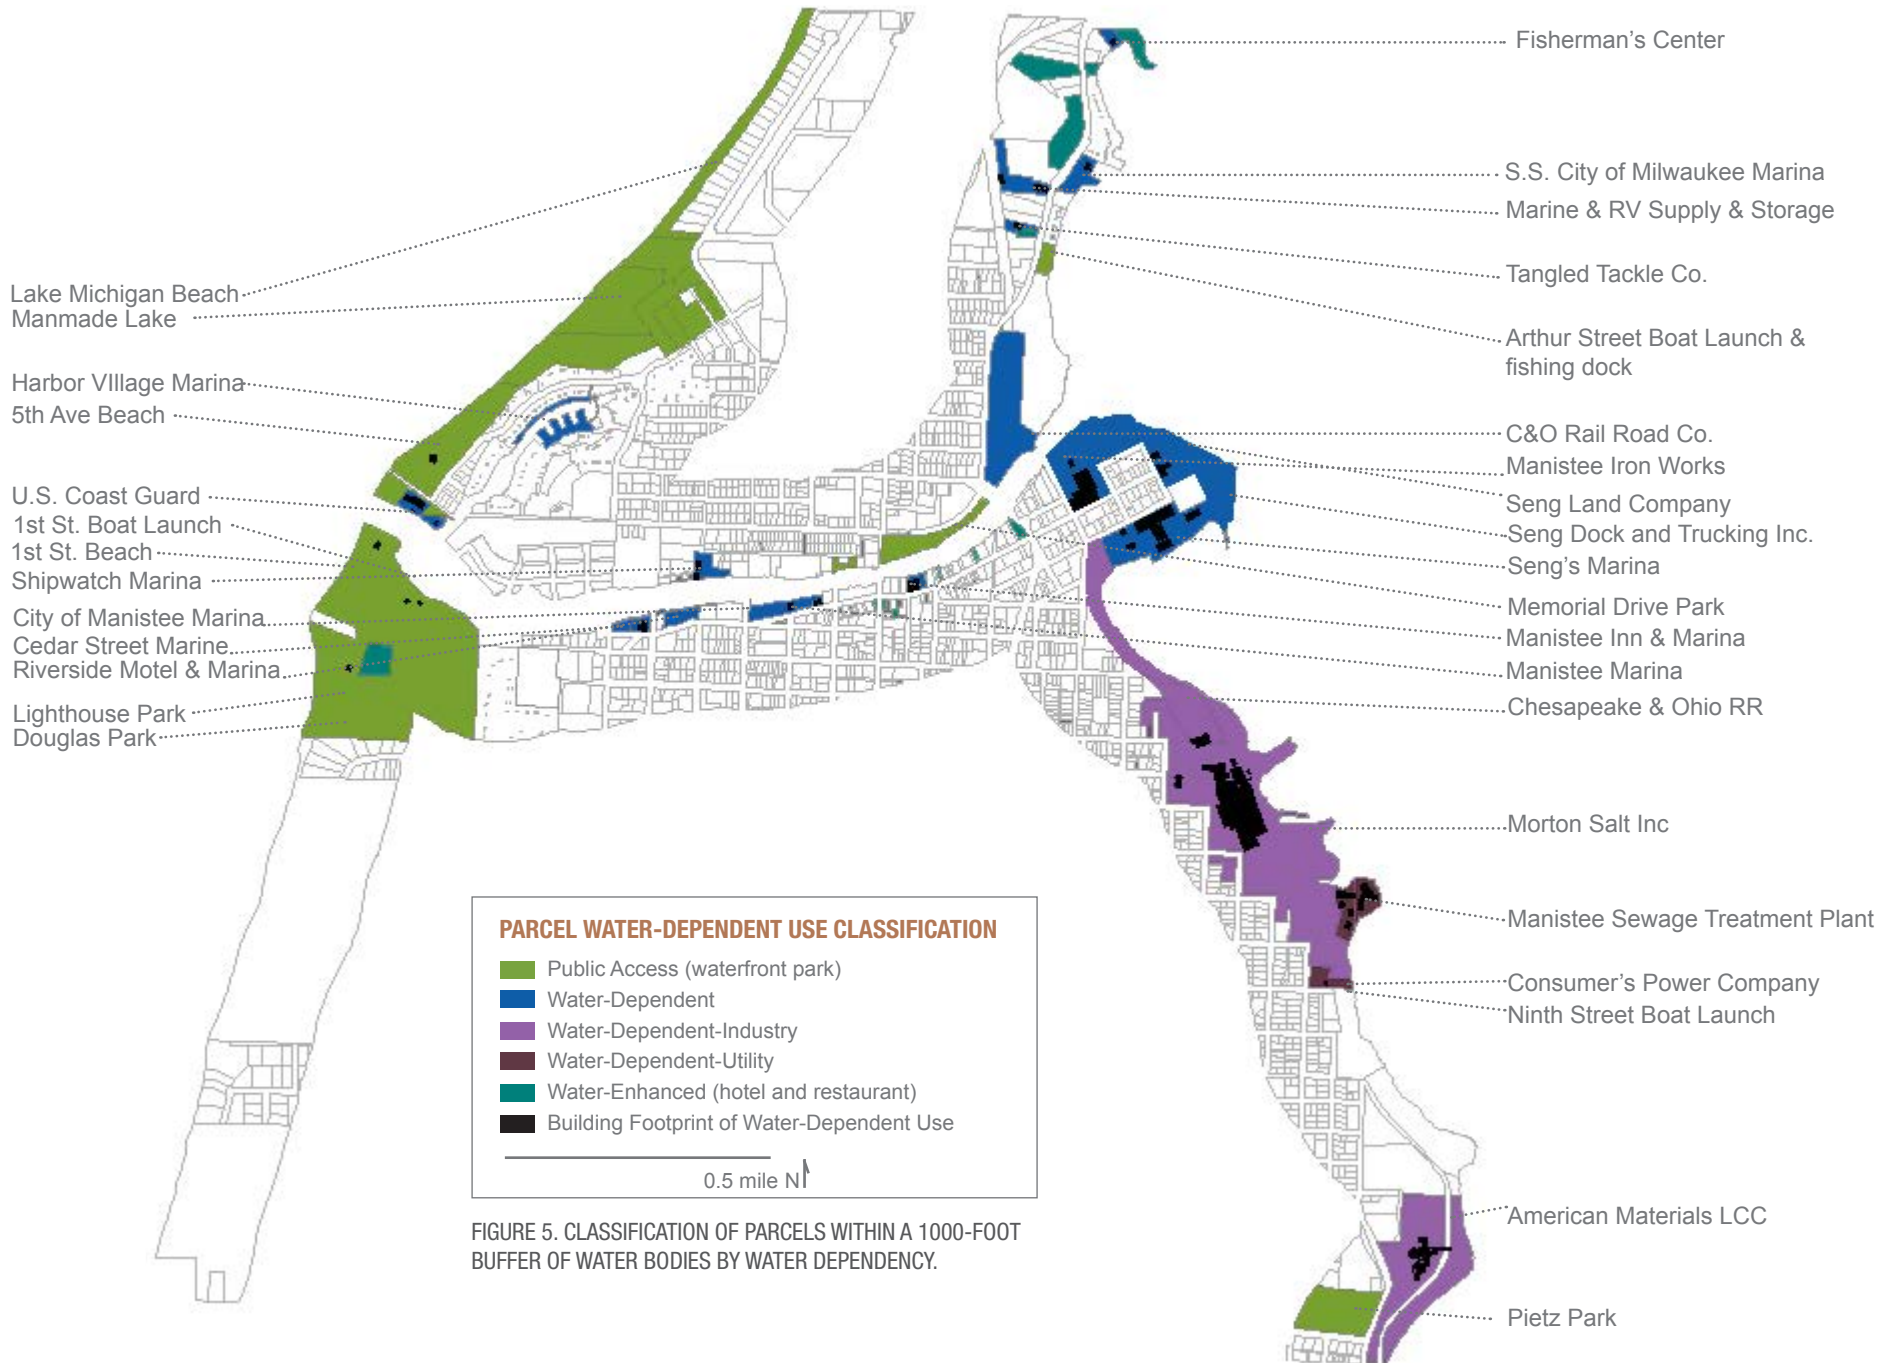 Fisherman's Center
S.S. City of Milwaukee Marina
Marine & RV Supply & Storage
Tangled Tackle Co.
Arthur Street Boat Launch &
fishing dock
C&O Rail Road Co.
Manistee Iron Works
Seng Land Company
Seng Dock and Trucking Inc.
Seng's Marina
Memorial Drive Park
Manistee Inn & Marina
Manistee Marina
Chesapeake & Ohio RR
Morton Salt Inc
Manistee Sewage Treatment Plant
Consumer's Power Company
Ninth Street Boat Launch
American Materials LCC
Pietz Park
Lake Michigan Beach
Manmade Lake
Harbor VIllage Marina
5th Ave Beach
U.S. Coast Guard
1st St. Boat Launch
1st St. Beach
Shipwatch Marina
City of Manistee Marina
Cedar Street Marine
Riverside Motel & Marina
Lighthouse Park
Douglas Park
PARCEL WATER-DEPENDENT USE CLASSIFICATION
Public Access (waterfront park)
Water-Dependent
Water-Dependent-Industry
Water-Dependent-Utility
Water-Enhanced (hotel and restaurant)
Building Footprint of Water-Dependent Use
0.5 mile N
FIGURE 5. CLASSIFICATION OF PARCELS WITHIN A 1000-FOOT
BUFFER OF WATER BODIES BY WATER DEPENDENCY.